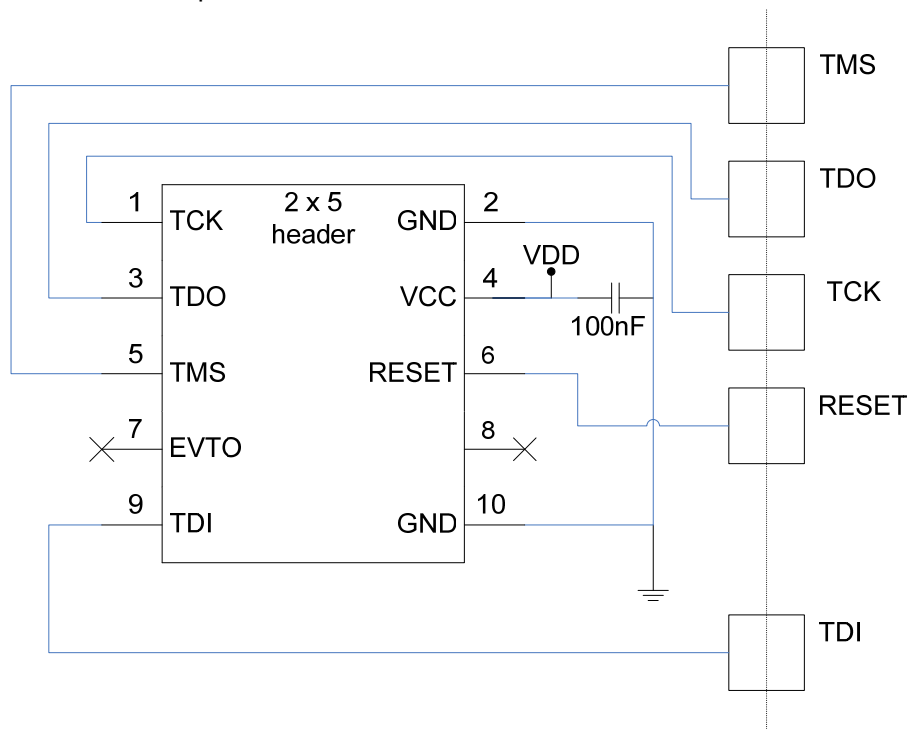 TMS
TDO
TCK
RESET
TDI
2 x 5
header
1
TCK
GND
2
3
TDO
VCC
4
VDD
100nF
5
TMS
RESET
6
7
EVTO
8
9
TDI
GND
10